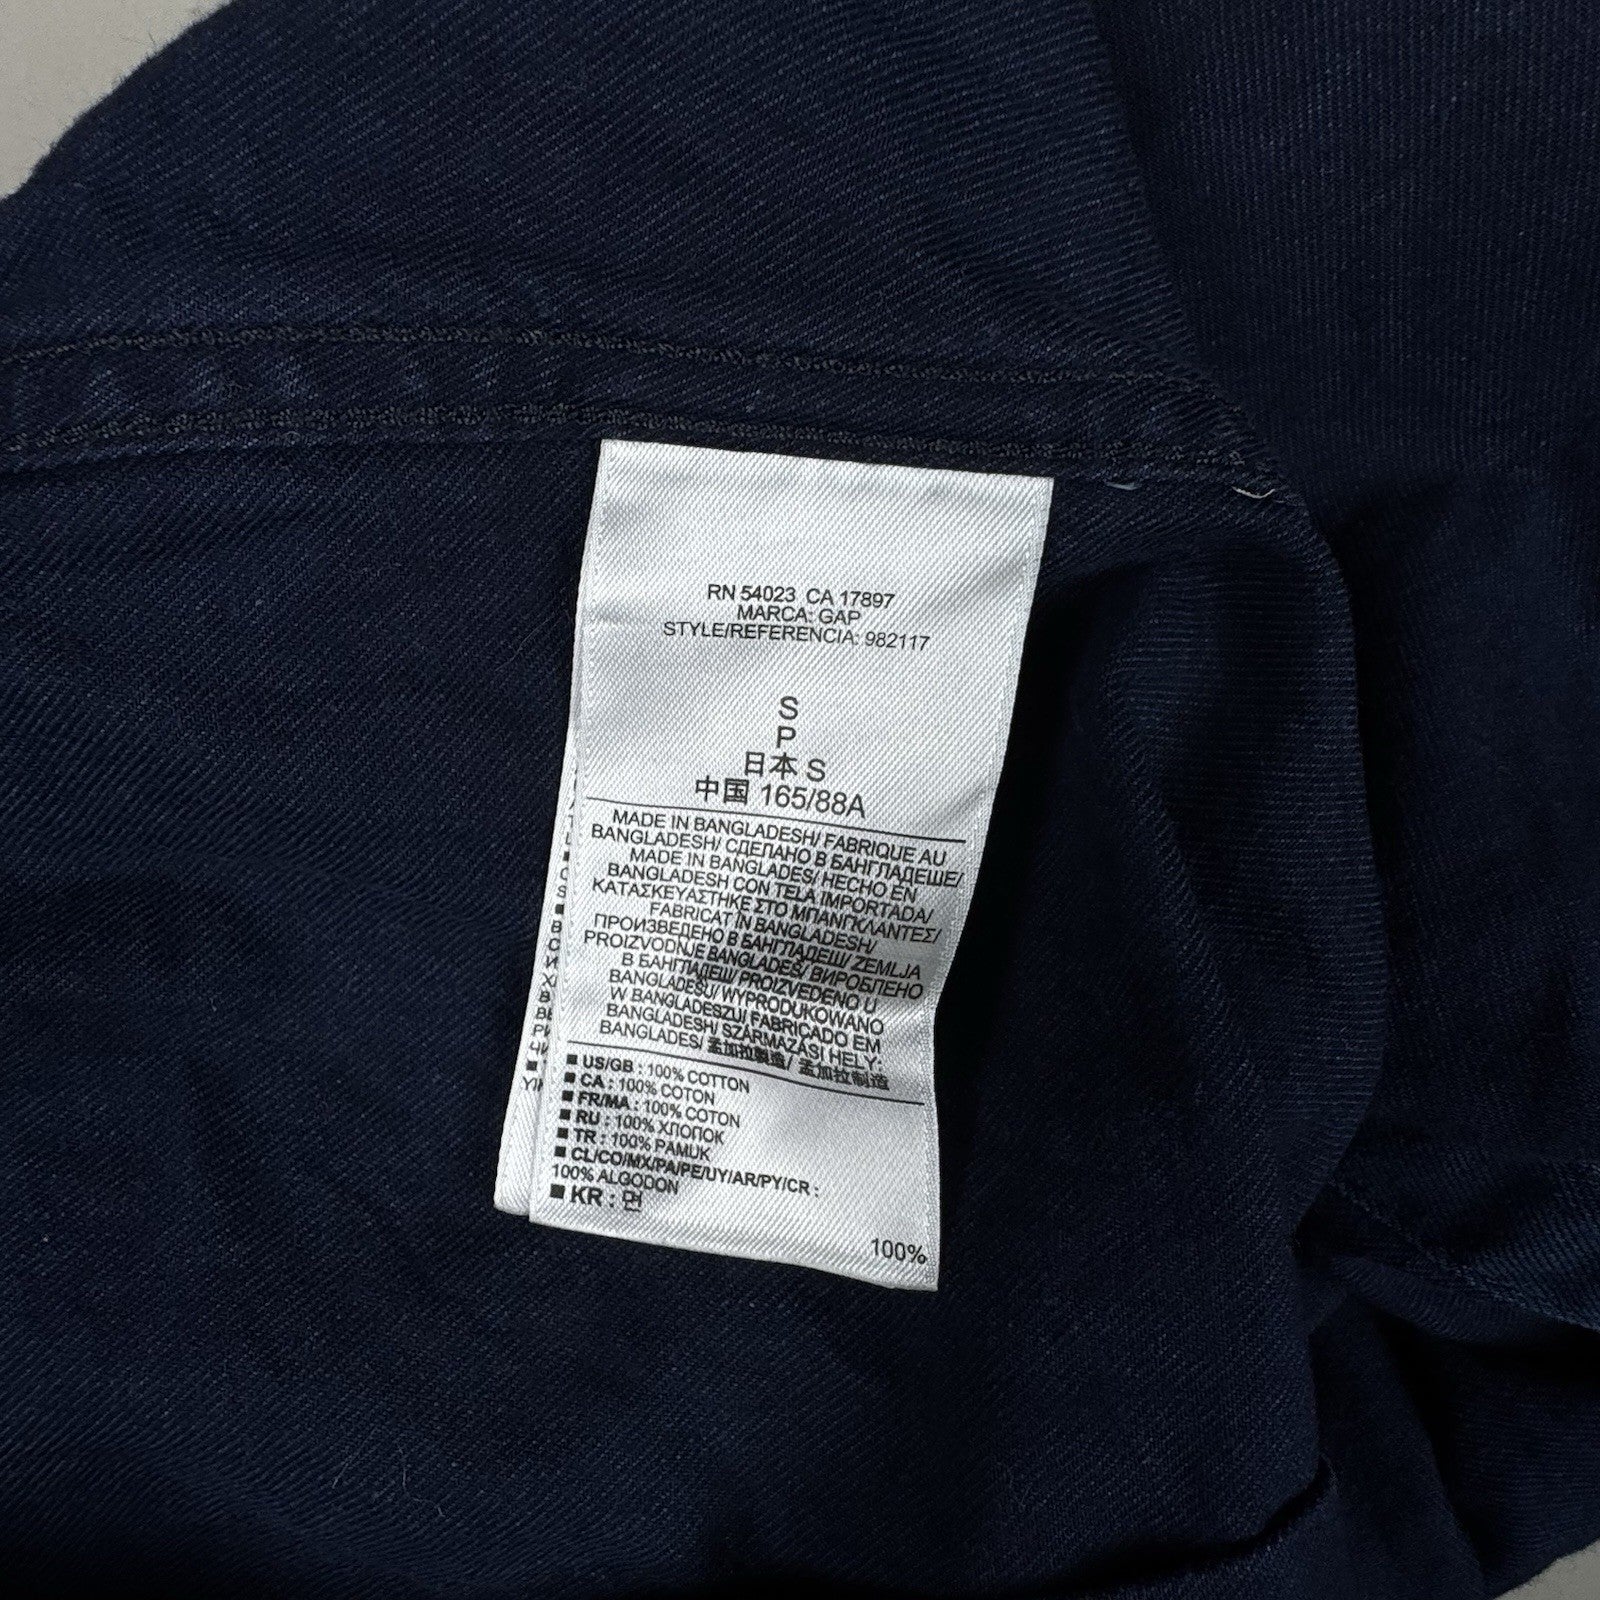 RN 54023 CA 17897
MARCA: GAP
STYLE/REFERENCIA: 982117
S
P
日本 S
中国 165/88A
MADE IN BANGLADESH/ FABRIQUE AU
BANGLADESH/ СДЕЛАНО В БАНГЛАДЕШЕ/
MADE IN BANGLADES/ HECHO EN
BANGLADESH CON TELA IMPORTADA/
ΚΑΤΑΣΚΕΥΑΣΤΗΚΕ ΣΤΟ ΜΠΑΝΓΚΛΑΝΤΕΣ/
FABRICAT ÎN BANGLADESH/
ПРОИЗВЕДЕНО В БАНГЛАДЕШ/ ZEMLJA
PROIZVODNJE BANGLADEŠ/ ВИРОБЛЕНО
В БАНГЛАДЕШ/ PROIZVEDENO U
BANGLADEŠU/ WYPRODUKOWANO
W BANGLADESZU/ FABRICADO EM
BANGLADESH/ SZÁRMAZÁSI HELY:
BANGLADES/ 孟加拉製造/ 孟加拉制造
■ US/GB : 100% COTTON
■ CA : 100% COTON
■ FR/MA : 100% COTON
■ RU : 100% ХЛОПОК
■ TR : 100% PAMUK
■ CL/CO/MX/PA/PE/UY/AR/PY/CR :
100% ALGODON
■ KR : 면
100%